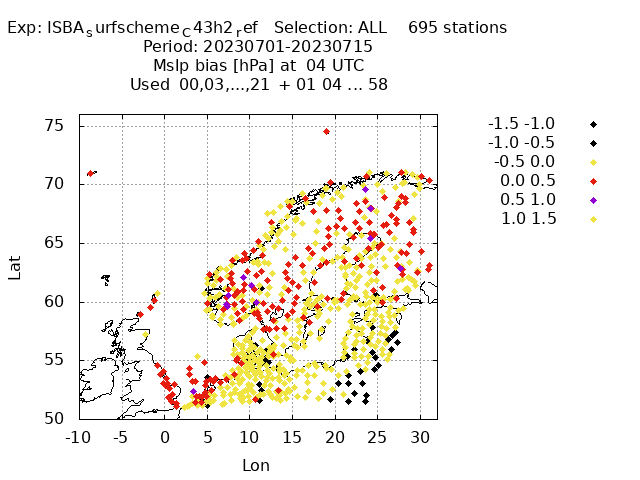 Exp: ISBA_surfscheme_C43h2_ref Selection: ALL 695 stations
Period: 20230701-20230715
Mslp bias [hPa] at 04 UTC
Used 00,03,...,21 + 01 04 ... 58
-1.5 -1.0
-1.0 -0.5
-0.5 0.0
0.0 0.5
0.5 1.0
1.0 1.5
75
70
65
60
55
50
Lat
-10 -5 0 5 10 15 20 25 30
Lon